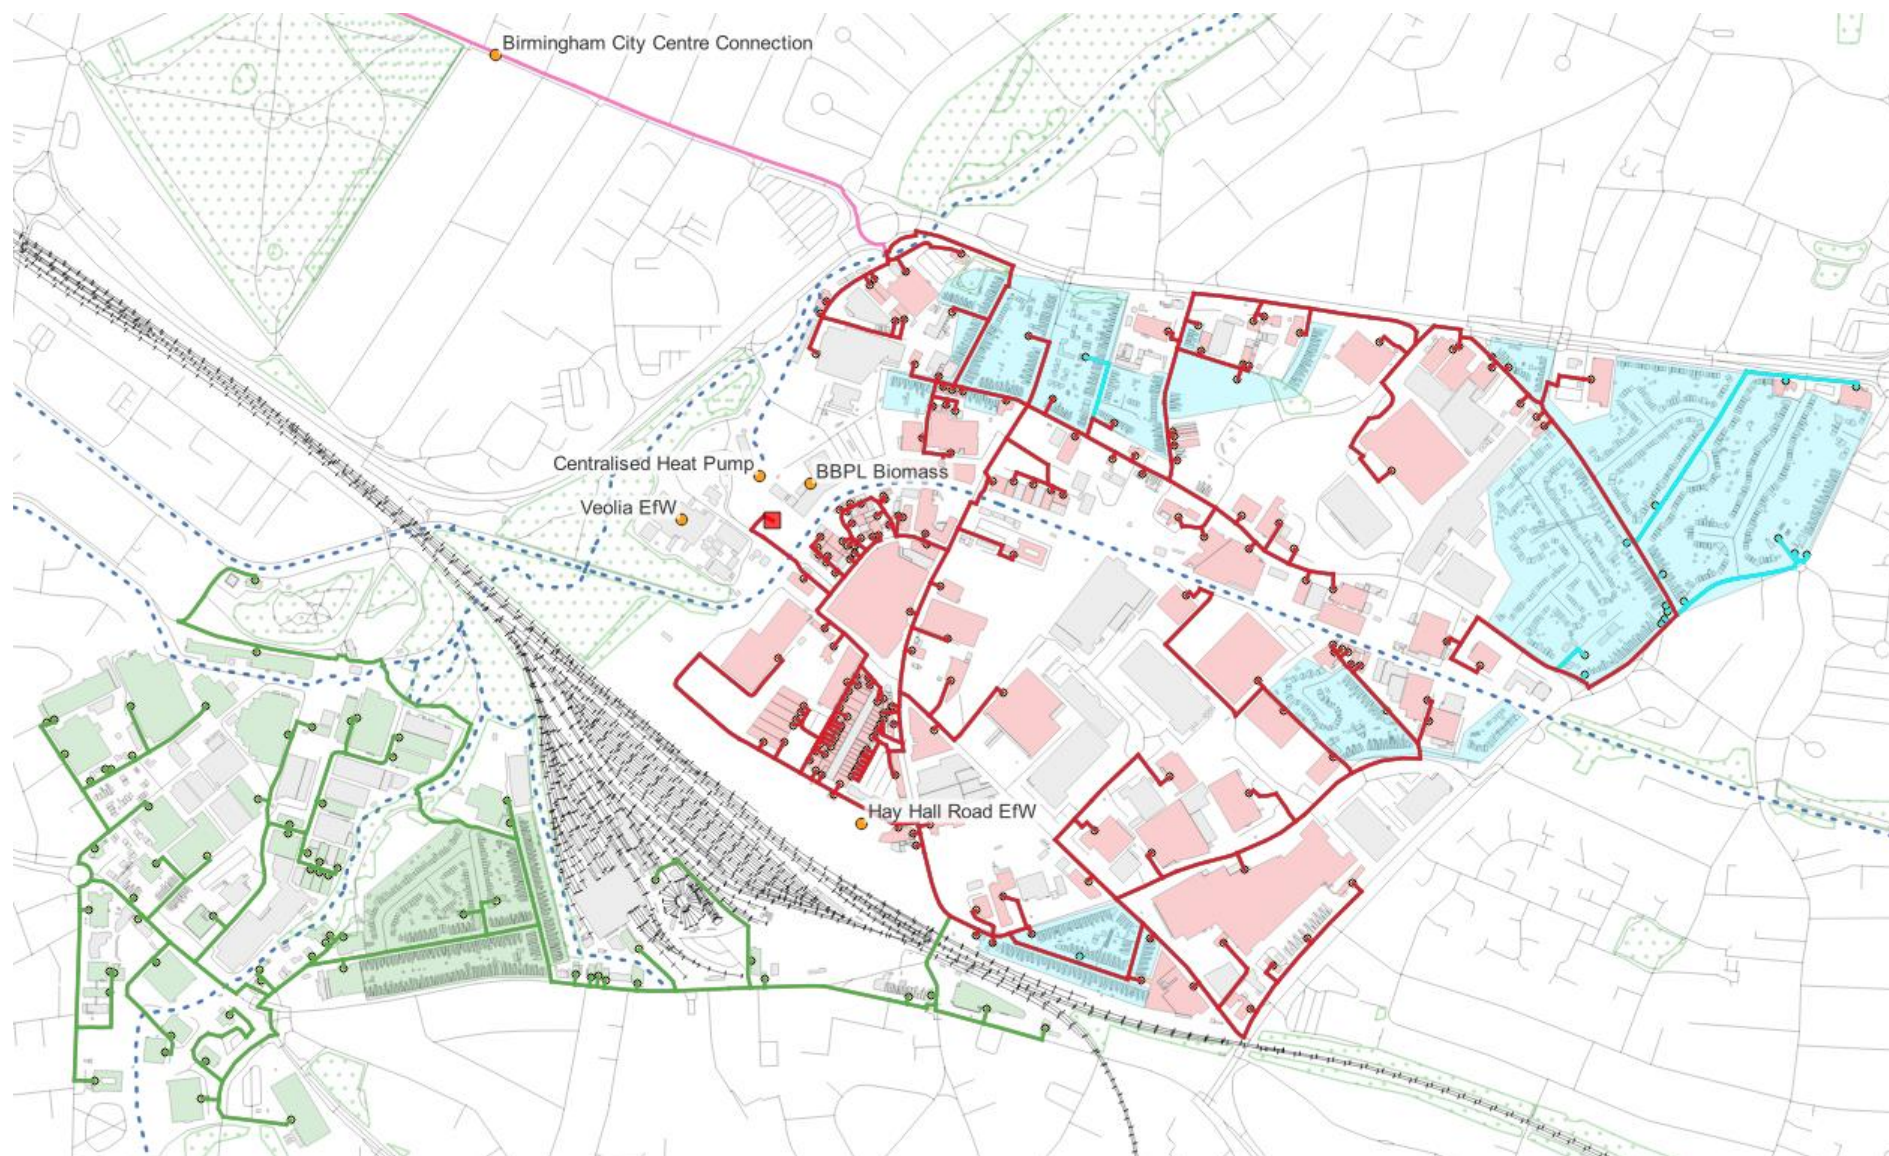 Birmingham City Centre Connection
Centralised Heat Pump
BBPL Biomass
Veolia EfW
Hay Hall Road EfW